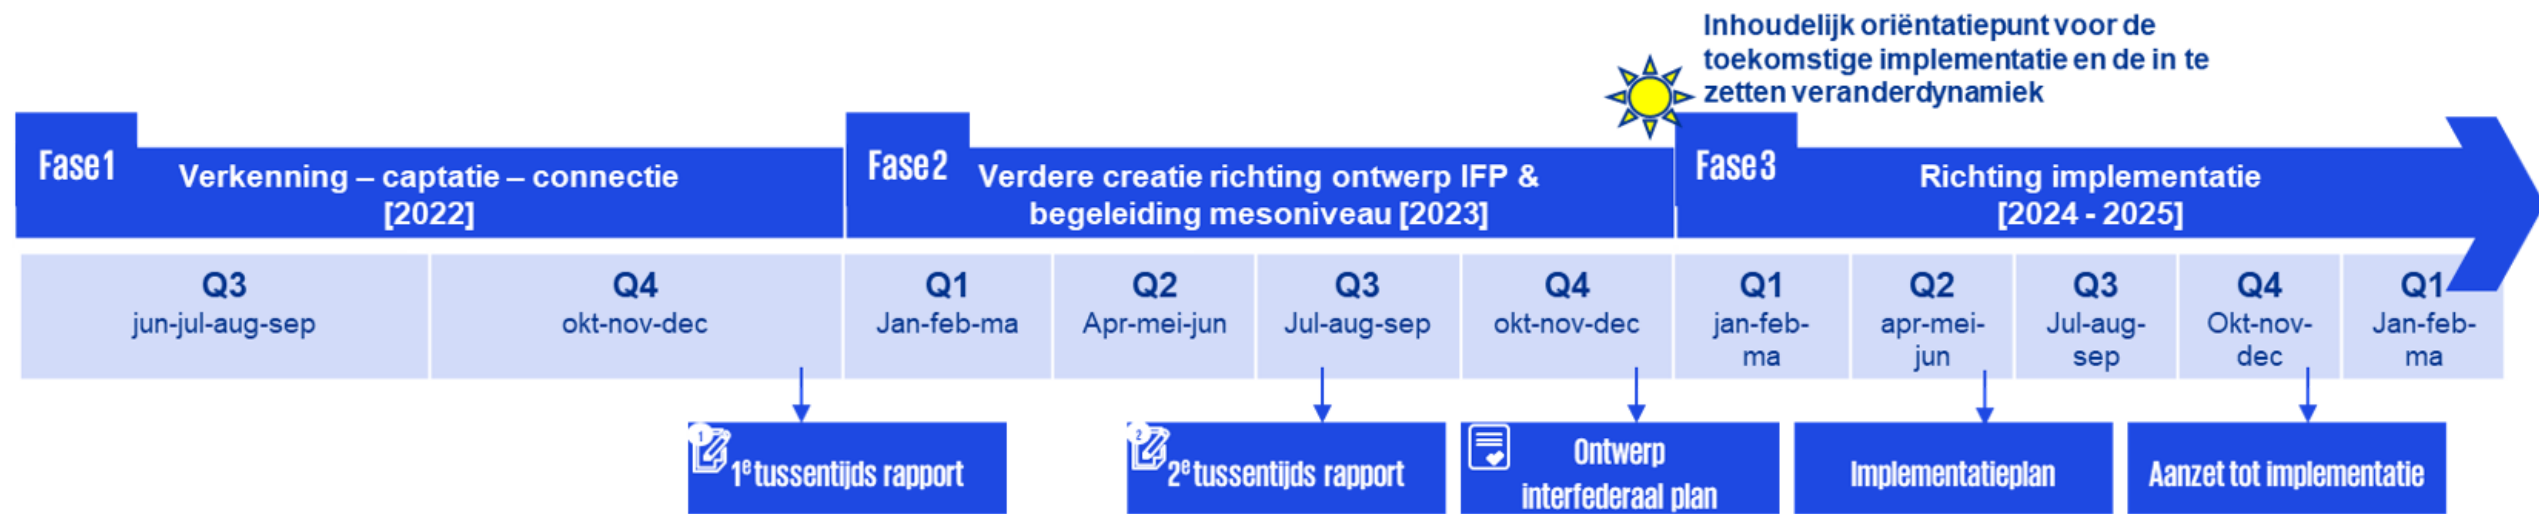 Inhoudelijk oriëntatiepunt voor de
toekomstige implementatie en de in te
zetten veranderdynamiek
Fase 1
Verkenning – captatie – connectie
[2022]
Fase 2
Verdere creatie richting ontwerp IFP &
begeleiding mesoniveau [2023]
Fase 3
Richting implementatie
[2024 - 2025]
Q3
jun-jul-aug-sep
Q4
okt-nov-dec
Q1
Jan-feb-ma
Q2
Apr-mei-jun
Q3
Jul-aug-sep
Q4
okt-nov-dec
Q1
jan-feb-
ma
Q2
apr-mei-
jun
Q3
Jul-aug-
sep
Q4
Okt-nov-
dec
Q1
Jan-feb-
ma
1
1e tussentijds rapport
2
2e tussentijds rapport
Ontwerp
interfederaal plan
Implementatieplan
Aanzet tot implementatie